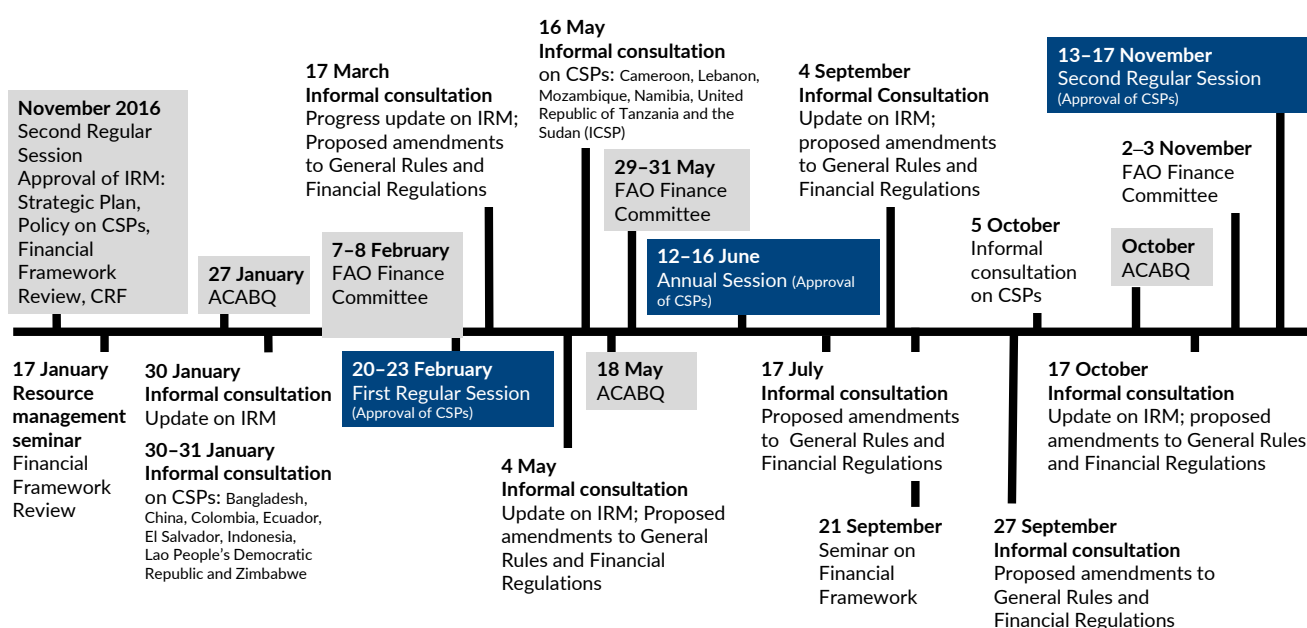 November 2016
Second Regular
Session
Approval of IRM:
Strategic Plan,
Policy on CSPs,
Financial
Framework
Review, CRF
27 January
ACABQ
7–8 February
FAO Finance
Committee
17 March
Informal consultation
Progress update on IRM;
Proposed amendments
to General Rules and
Financial Regulations
16 May
Informal consultation
on CSPs: Cameroon, Lebanon,
Mozambique, Namibia, United
Republic of Tanzania and the
Sudan (ICSP)
29–31 May
FAO Finance
Committee
12–16 June
Annual Session (Approval
of CSPs)
4 September
Informal Consultation
Update on IRM;
proposed amendments
to General Rules and
Financial Regulations
5 October
Informal
consultation
on CSPs
October
ACABQ
2–3 November
FAO Finance
Committee
13–17 November
Second Regular Session
(Approval of CSPs)
17 January
Resource
management
seminar
Financial
Framework
Review
30 January
Informal consultation
Update on IRM
30–31 January
Informal consultation
on CSPs: Bangladesh,
China, Colombia, Ecuador,
El Salvador, Indonesia,
Lao People's Democratic
Republic and Zimbabwe
20–23 February
First Regular Session
(Approval of CSPs)
4 May
Informal consultation
Update on IRM; Proposed
amendments to General
Rules and Financial
Regulations
18 May
ACABQ
17 July
Informal consultation
Proposed amendments
to General Rules and
Financial Regulations
21 September
Seminar on
Financial
Framework
27 September
Informal consultation
Proposed amendments to
General Rules and
Financial Regulations
17 October
Informal consultation
Update on IRM; proposed
amendments to General Rules
and Financial Regulations